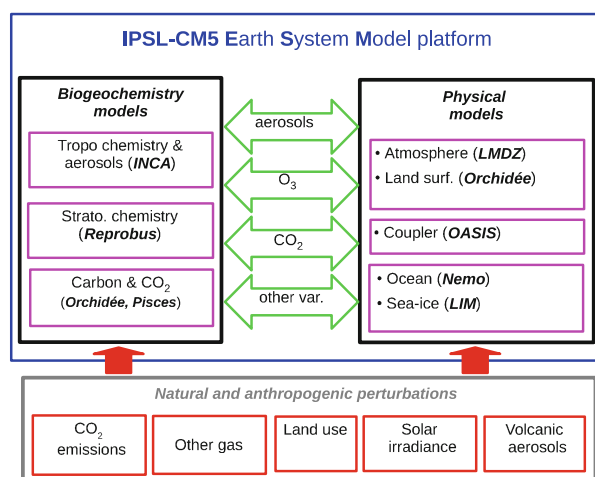 IPSL-CM5 Earth System Model platform
Biogeochemistry
models
Tropo chemistry &
aerosols (INCA)
Strato. chemistry
(Reprobus)
Carbon & CO2
(Orchidée, Pisces)
aerosols
O3
CO2
other var.
Physical
models
• Atmosphere (LMDZ)
• Land surf. (Orchidée)
• Coupler (OASIS)
• Ocean (Nemo)
• Sea-ice (LIM)
Natural and anthropogenic perturbations
CO2
emissions
Other gas
Land use
Solar
irradiance
Volcanic
aerosols